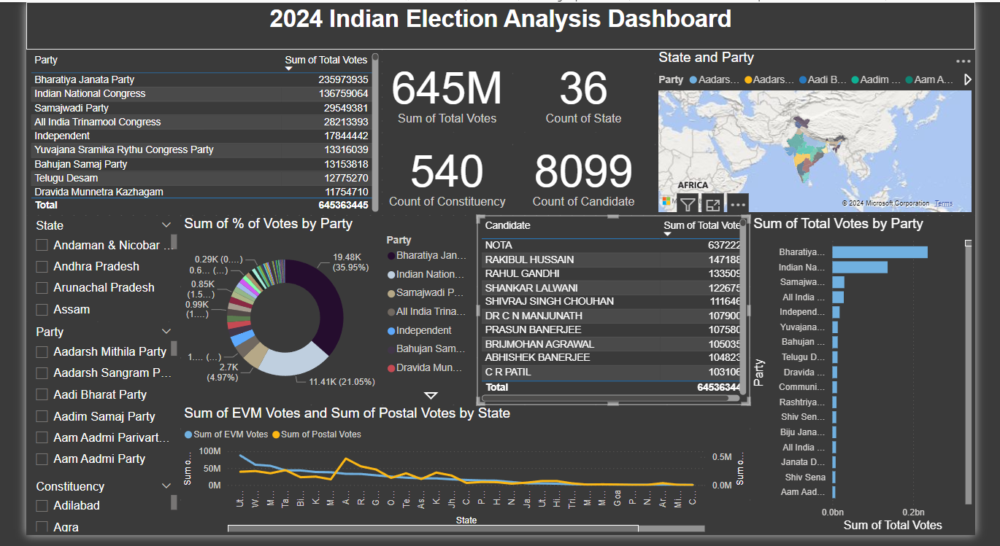 2024 Indian Election Analysis Dashboard
Party Sum of Total Votes
Bharatiya Janata Party 235973935
Indian National Congress 136759064
Samajwadi Party 29549381
All India Trinamool Congress 28213393
Independent 17844442
Yuvajana Sramika Rythu Congress Party 13316039
Bahujan Samaj Party 13153818
Telugu Desam 12775270
Dravida Munnetra Kazhagam 11754710
Total 645363445
645M
Sum of Total Votes
36
Count of State
540
Count of Constituency
8099
Count of Candidate
State and Party
Party Aadars... Aadars... Aadi B... Aadim ... Aam A...
AFRICA
© 2024 Microsoft Corporation Terms
State
Andaman & Nicobar ...
Andhra Pradesh
Arunachal Pradesh
Assam
Party
Aadarsh Mithila Party
Aadarsh Sangram P...
Aadi Bharat Party
Aadim Samaj Party
Aam Aadmi Parivart...
Aam Aadmi Party
Constituency
Adilabad
Agra
Sum of % of Votes by Party
19.48K
(35.95%)
11.41K (21.05%)
2.7K
(4.97%)
1.... (...)
0.99K
(1....)
0.85K
(1.5...)
0.6... (...)
0.29K (0....)
Party
Bharatiya Jan...
Indian Nation...
Samajwadi P...
All India Trina...
Independent
Bahujan Sam...
Dravida Mun...
Candidate Sum of Total Vote
NOTA 637222
RAKIBUL HUSSAIN 147188
RAHUL GANDHI 133509
SHANKAR LALWANI 122675
SHIVRAJ SINGH CHOUHAN 111646
DR C N MANJUNATH 107900
PRASUN BANERJEE 107580
BRIJMOHAN AGRAWAL 105035
ABHISHEK BANERJEE 104823
C R PATIL 103106
Total 64536344
Sum of Total Votes by Party
Party
Bharatiya...
Indian Na...
Samajwa...
All India ...
Independ...
Yuvajana...
Bahujan ...
Telugu D...
Dravida ...
Communi...
Rashtriya...
Shiv Sen...
Biju Jana...
All India ...
Janata D...
Shiv Sena
Aam Aad...
0.0bn 0.2bn
Sum of Total Votes
Sum of EVM Votes and Sum of Postal Votes by State
Sum of EVM Votes Sum of Postal Votes
Sum o...
100M
50M
0M
0.5M
0.0M
Sum o...
Ut... W... M... Ta... Bi... K... M... A... R... G... O... Te... As... K... Jh... C... P... H... N... Ja... Ut... Hi... Tri... M... M... Goa P... N... Ar... Mi... C...
State